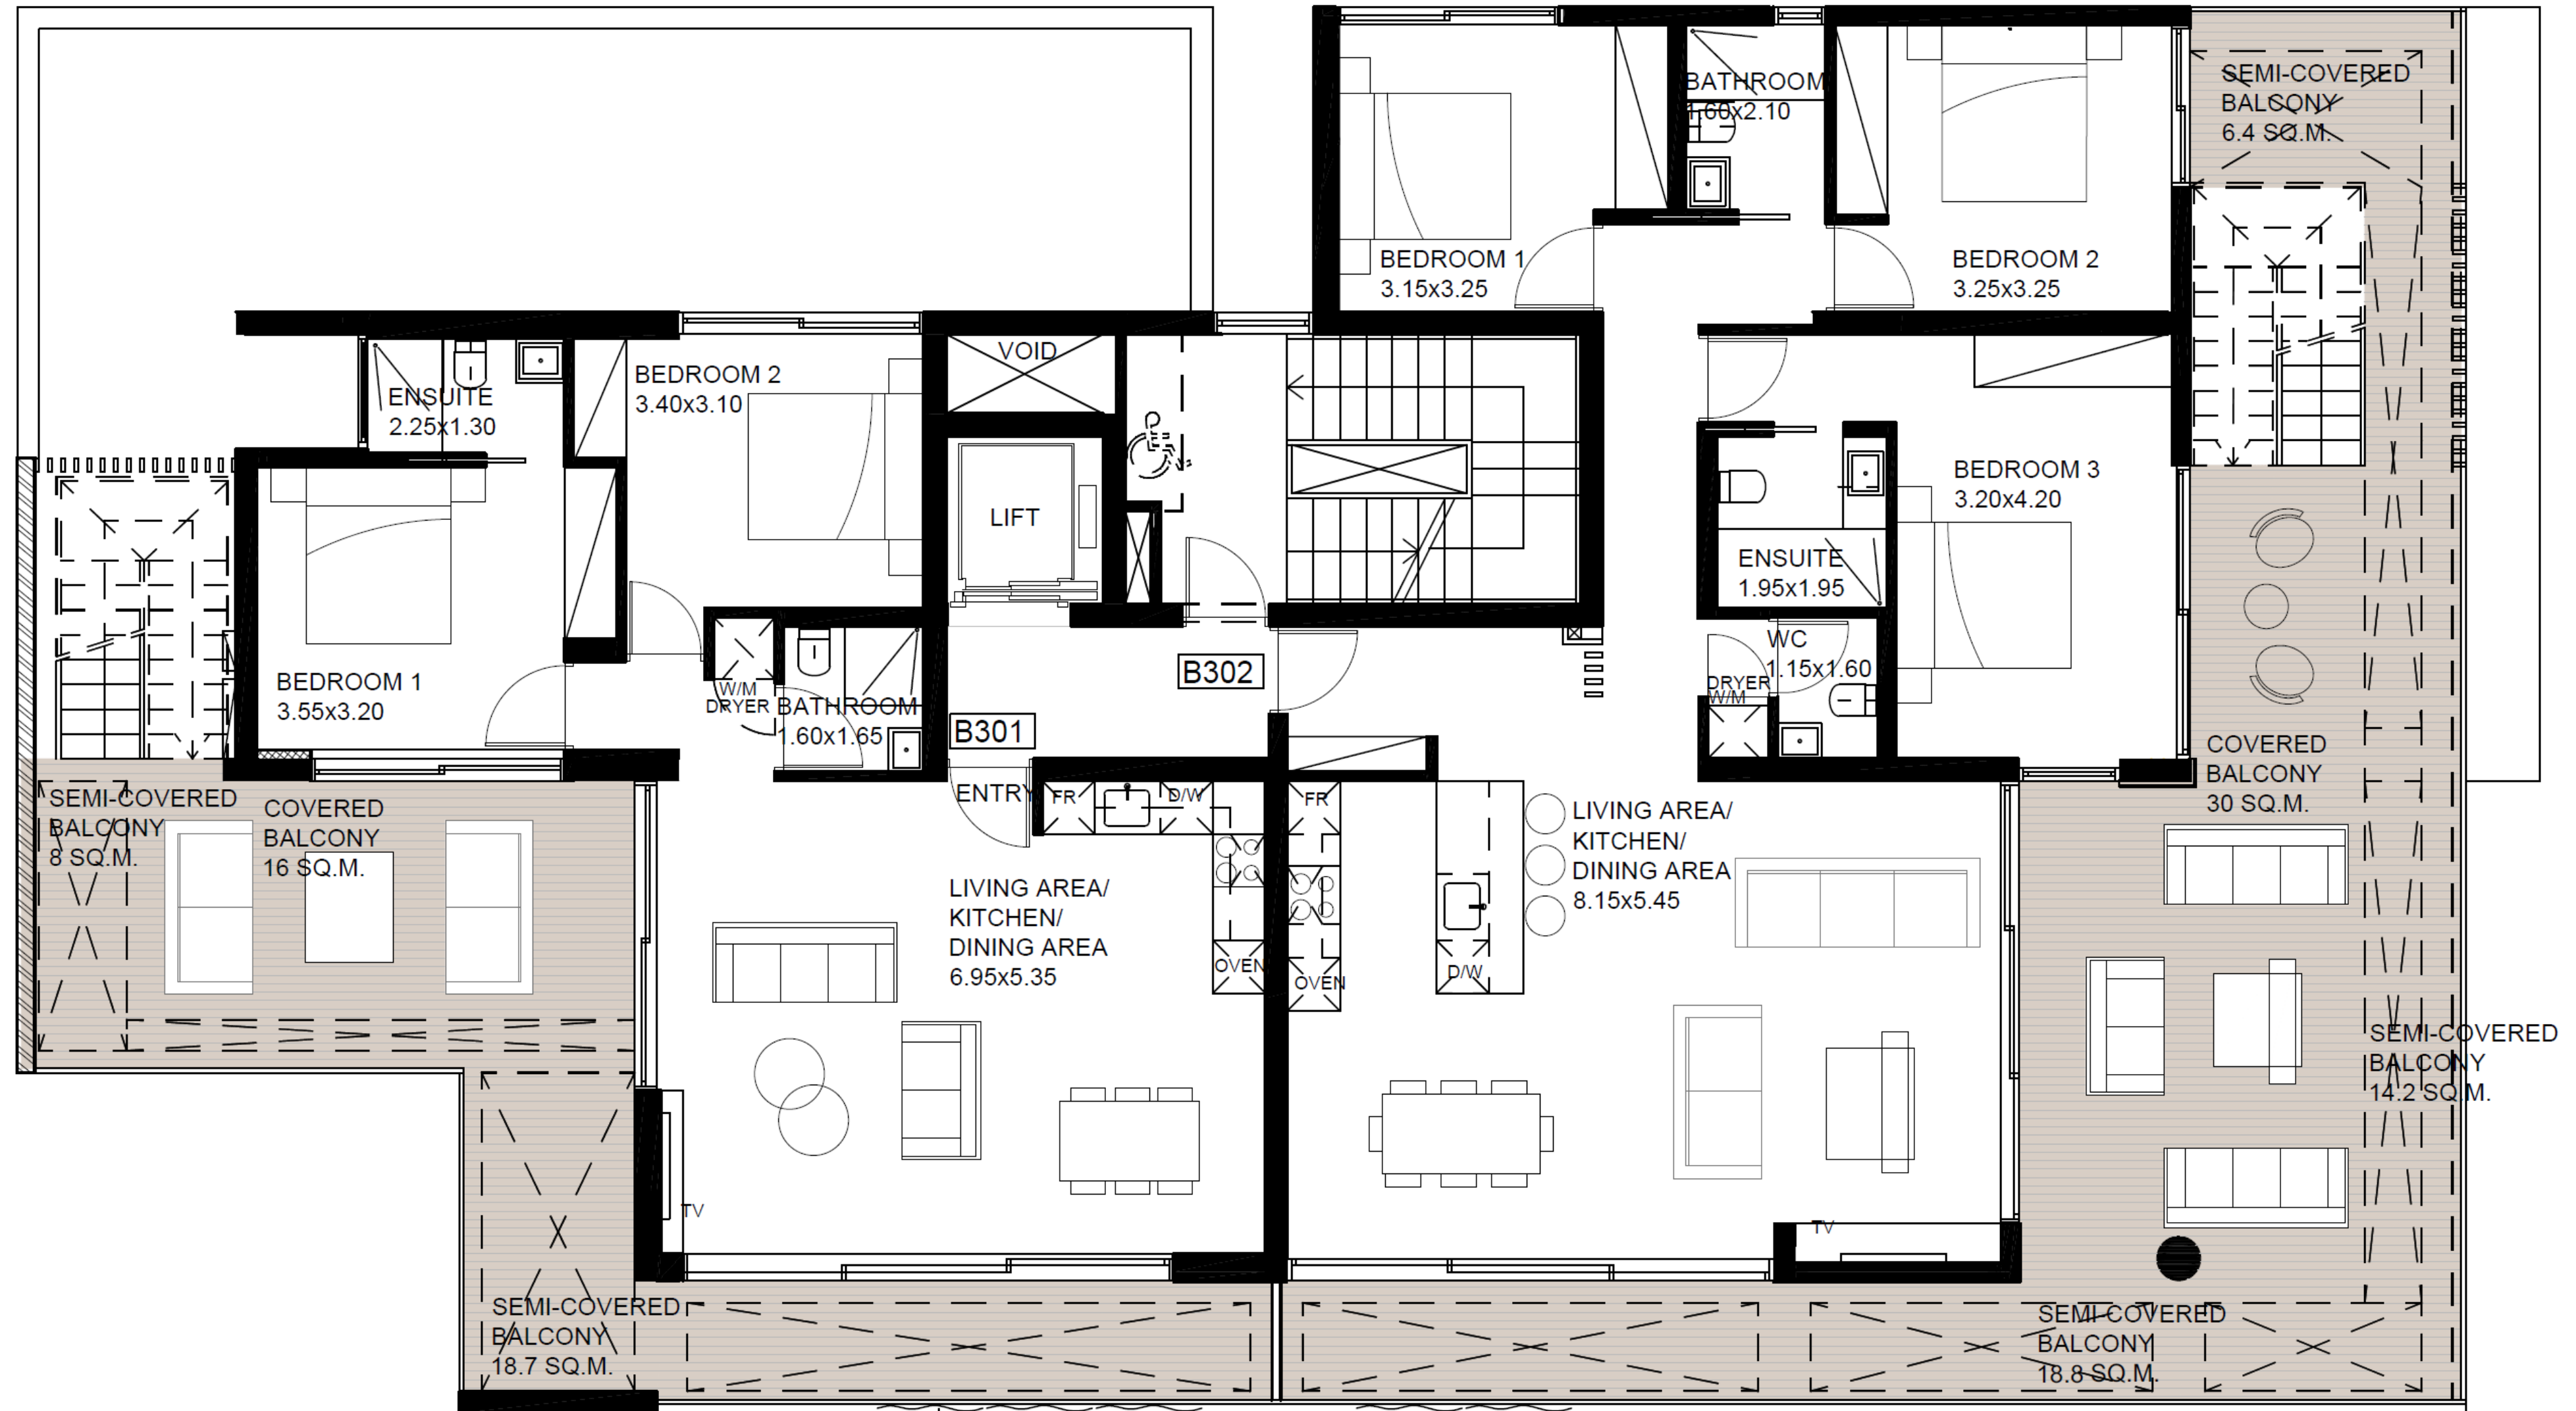 SEMI-COVERED
BALCONY
6.4 SQ.M.
BATHROOM
1.60x2.10
BEDROOM 1
3.15x3.25
BEDROOM 2
3.25x3.25
VOID
BEDROOM 2
3.40x3.10
ENSUITE
2.25x1.30
LIFT
BEDROOM 3
3.20x4.20
ENSUITE
1.95x1.95
WC
1.15x1.60
DRYER
W/M
BEDROOM 1
3.55x3.20
W/M
DRYER
BATHROOM
1.60x1.65
B302
B301
COVERED
BALCONY
30 SQ.M.
SEMI-COVERED
BALCONY
8 SQ.M.
COVERED
BALCONY
16 SQ.M.
ENTRY
FR
D/W
FR
LIVING AREA/
KITCHEN/
DINING AREA
8.15x5.45
LIVING AREA/
KITCHEN/
DINING AREA
6.95x5.35
OVEN
OVEN
D/W
SEMI-COVERED
BALCONY
14.2 SQ.M.
TV
TV
SEMI-COVERED
BALCONY
18.7 SQ.M.
SEMI-COVERED
BALCONY
18.8 SQ.M.